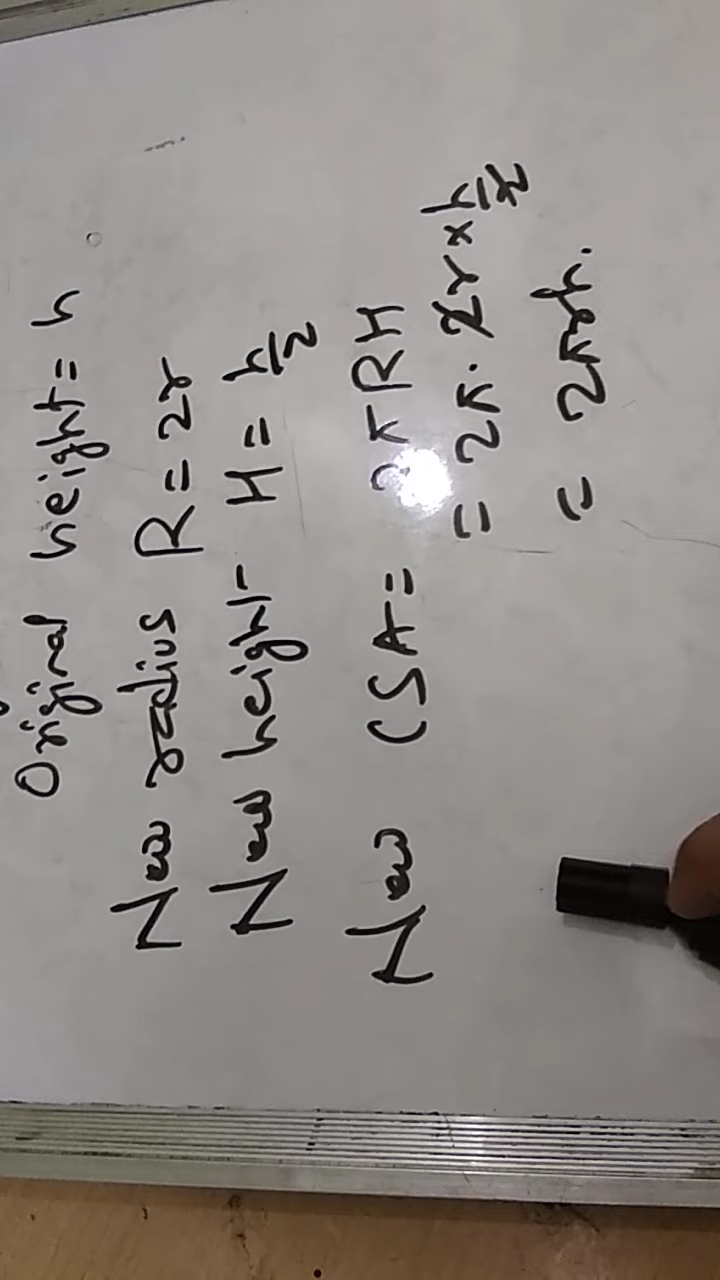 Original height = h
New radius R = 2r
New height H = h/2
New CSA = 2πRH
= 2π. 2r × h/2
= 2πrh.